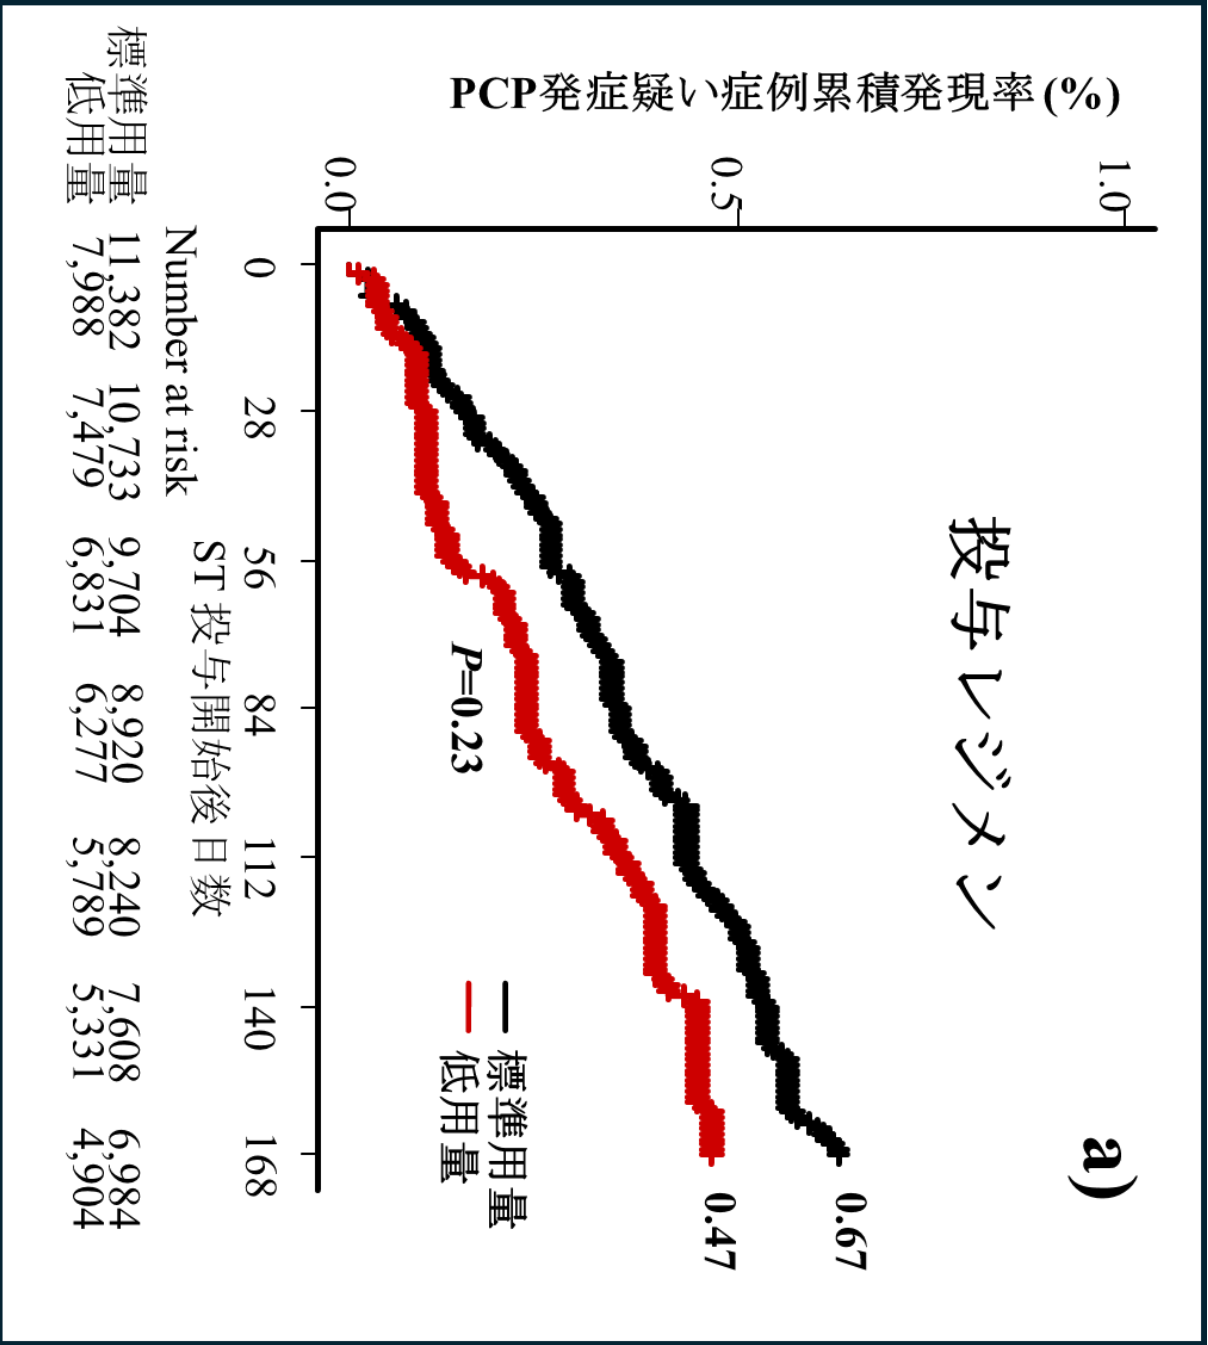 投与レジメン
a)
PCP発症疑い症例累積発現率 (%)
1.0
0.5
0.0
0.67
0.47
P=0.23
標準用量
低用量
0 28 56 84 112 140 168
ST 投与開始後日数
Number at risk
標準用量 11,382 10,733 9,704 8,920 8,240 7,608 6,984
低用量 7,988 7,479 6,831 6,277 5,789 5,331 4,904